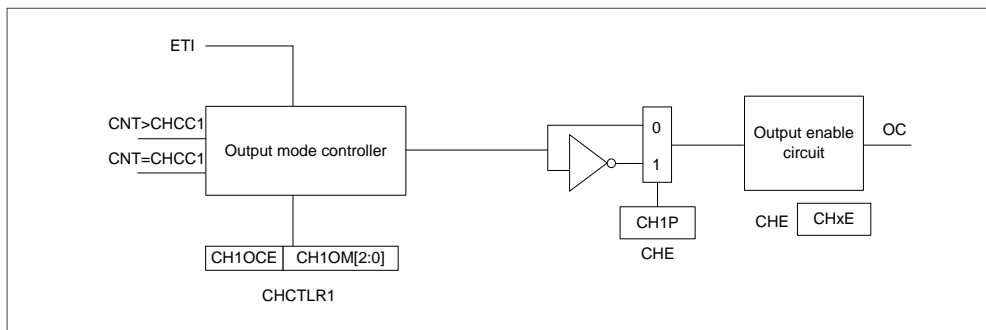 ETI
CNT>CHCC1
CNT=CHCC1
Output mode controller
0
1
Output enable
circuit
OC
CH1P
CHE
CHE
CHxE
CH1OCE
CH1OM[2:0]
CHCTLR1